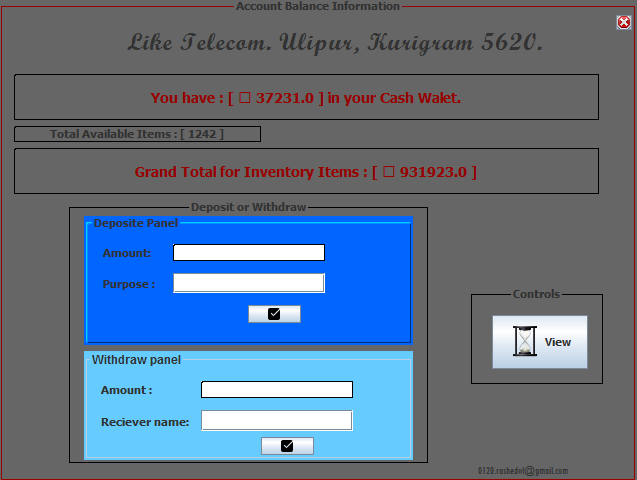 Account Balance Information
Like Telecom. Ulipur, Kurigram 5620.
You have : [ □ 37231.0 ] in your Cash Walet.
Total Available Items : [ 1242 ]
Grand Total for Inventory Items : [ □ 931923.0 ]
Deposit or Withdraw
Deposite Panel
Amount:
Purpose :
Controls
View
Withdraw panel
Amount :
Reciever name:
0120.rashedul@gmail.com